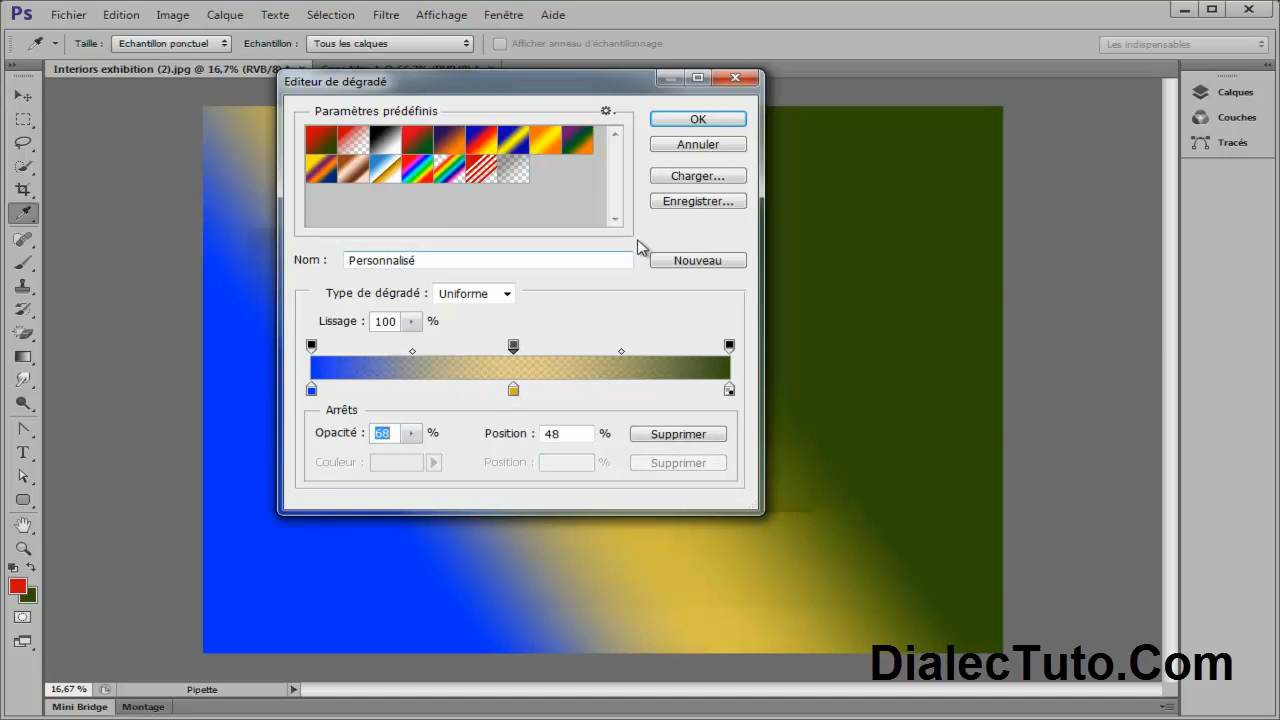 Ps Fichier Edition Image Calque Texte Sélection Filtre Affichage Fenêtre Aide
Taille : Echantillon ponctuel Echantillon : Tous les calques Afficher anneau d'échantillonnage Les indispensables
Interiors exhibition (2).jpg @ 16,7% (RVB/8)
Editeur de dégradé
Paramètres prédéfinis
OK
Annuler
Charger...
Enregistrer...
Nom : Personnalisé Nouveau
Type de dégradé : Uniforme
Lissage : 100 %
Arrêts
Opacité : 68 % Position : 48 % Supprimer
Couleur : Position : % Supprimer
Calques
Couches
Tracés
DialecTuto.Com
16,67 % Pipette
Mini Bridge Montage